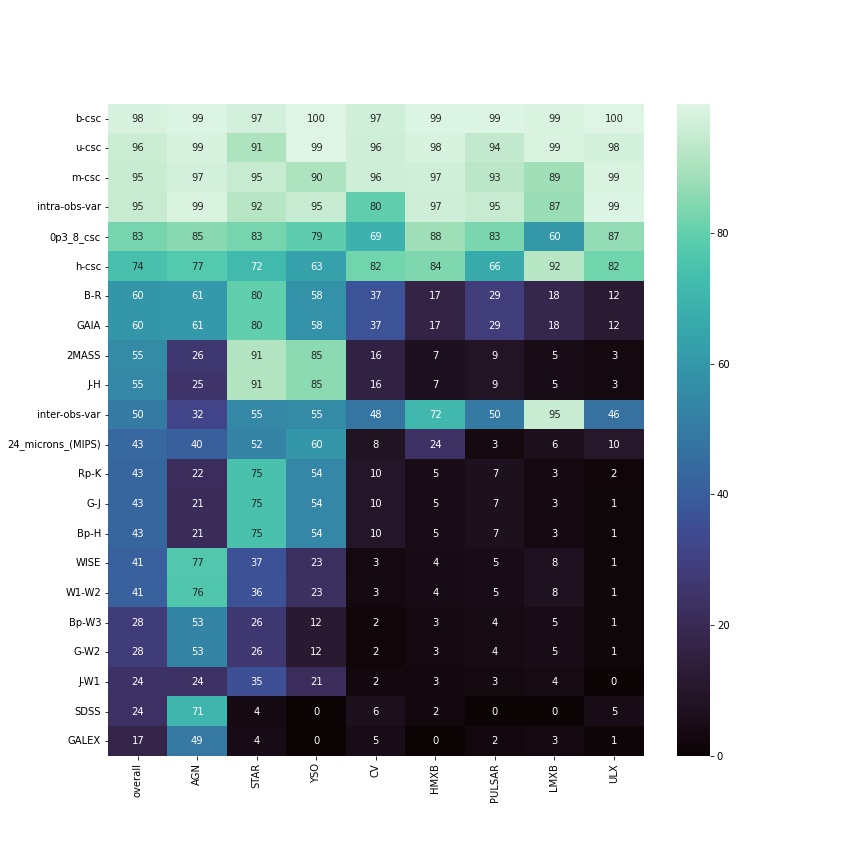 b-csc 98 99 97 100 97 99 99 99 100
u-csc 96 99 91 99 96 98 94 99 98
m-csc 95 97 95 90 96 97 93 89 99
intra-obs-var 95 99 92 95 80 97 95 87 99
0p3_8_csc 83 85 83 79 69 88 83 60 87
80
h-csc 74 77 72 63 82 84 66 92 82
B-R 60 61 80 58 37 17 29 18 12
GAIA 60 61 80 58 37 17 29 18 12
2MASS 55 26 91 85 16 7 9 5 3
60
J-H 55 25 91 85 16 7 9 5 3
inter-obs-var 50 32 55 55 48 72 50 95 46
24_microns_(MIPS) 43 40 52 60 8 24 3 6 10
Rp-K 43 22 75 54 10 5 7 3 2
40
G-J 43 21 75 54 10 5 7 3 1
Bp-H 43 21 75 54 10 5 7 3 1
WISE 41 77 37 23 3 4 5 8 1
W1-W2 41 76 36 23 3 4 5 8 1
Bp-W3 28 53 26 12 2 3 4 5 1
20
G-W2 28 53 26 12 2 3 4 5 1
J-W1 24 24 35 21 2 3 3 4 0
SDSS 24 71 4 0 6 2 0 0 5
GALEX 17 49 4 0 5 0 2 3 1
0
overall AGN STAR YSO CV HMXB PULSAR LMXB ULX